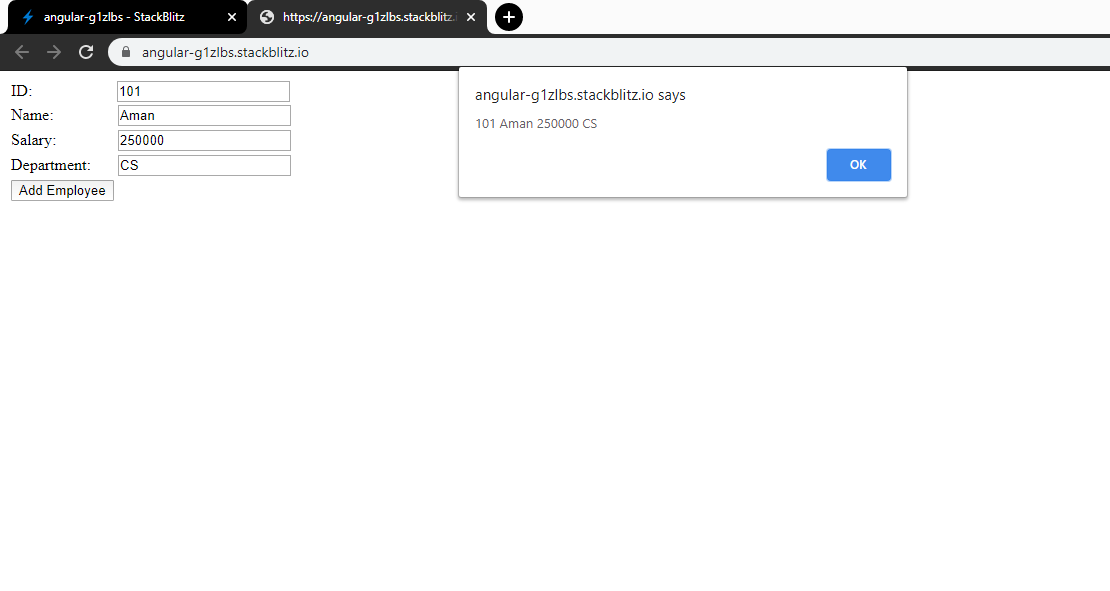 angular-g1zlbs - StackBlitz
https://angular-g1zlbs.stackblitz.i
angular-g1zlbs.stackblitz.io
angular-g1zlbs.stackblitz.io says
101 Aman 250000 CS
OK
ID: 101
Name: Aman
Salary: 250000
Department: CS
Add Employee